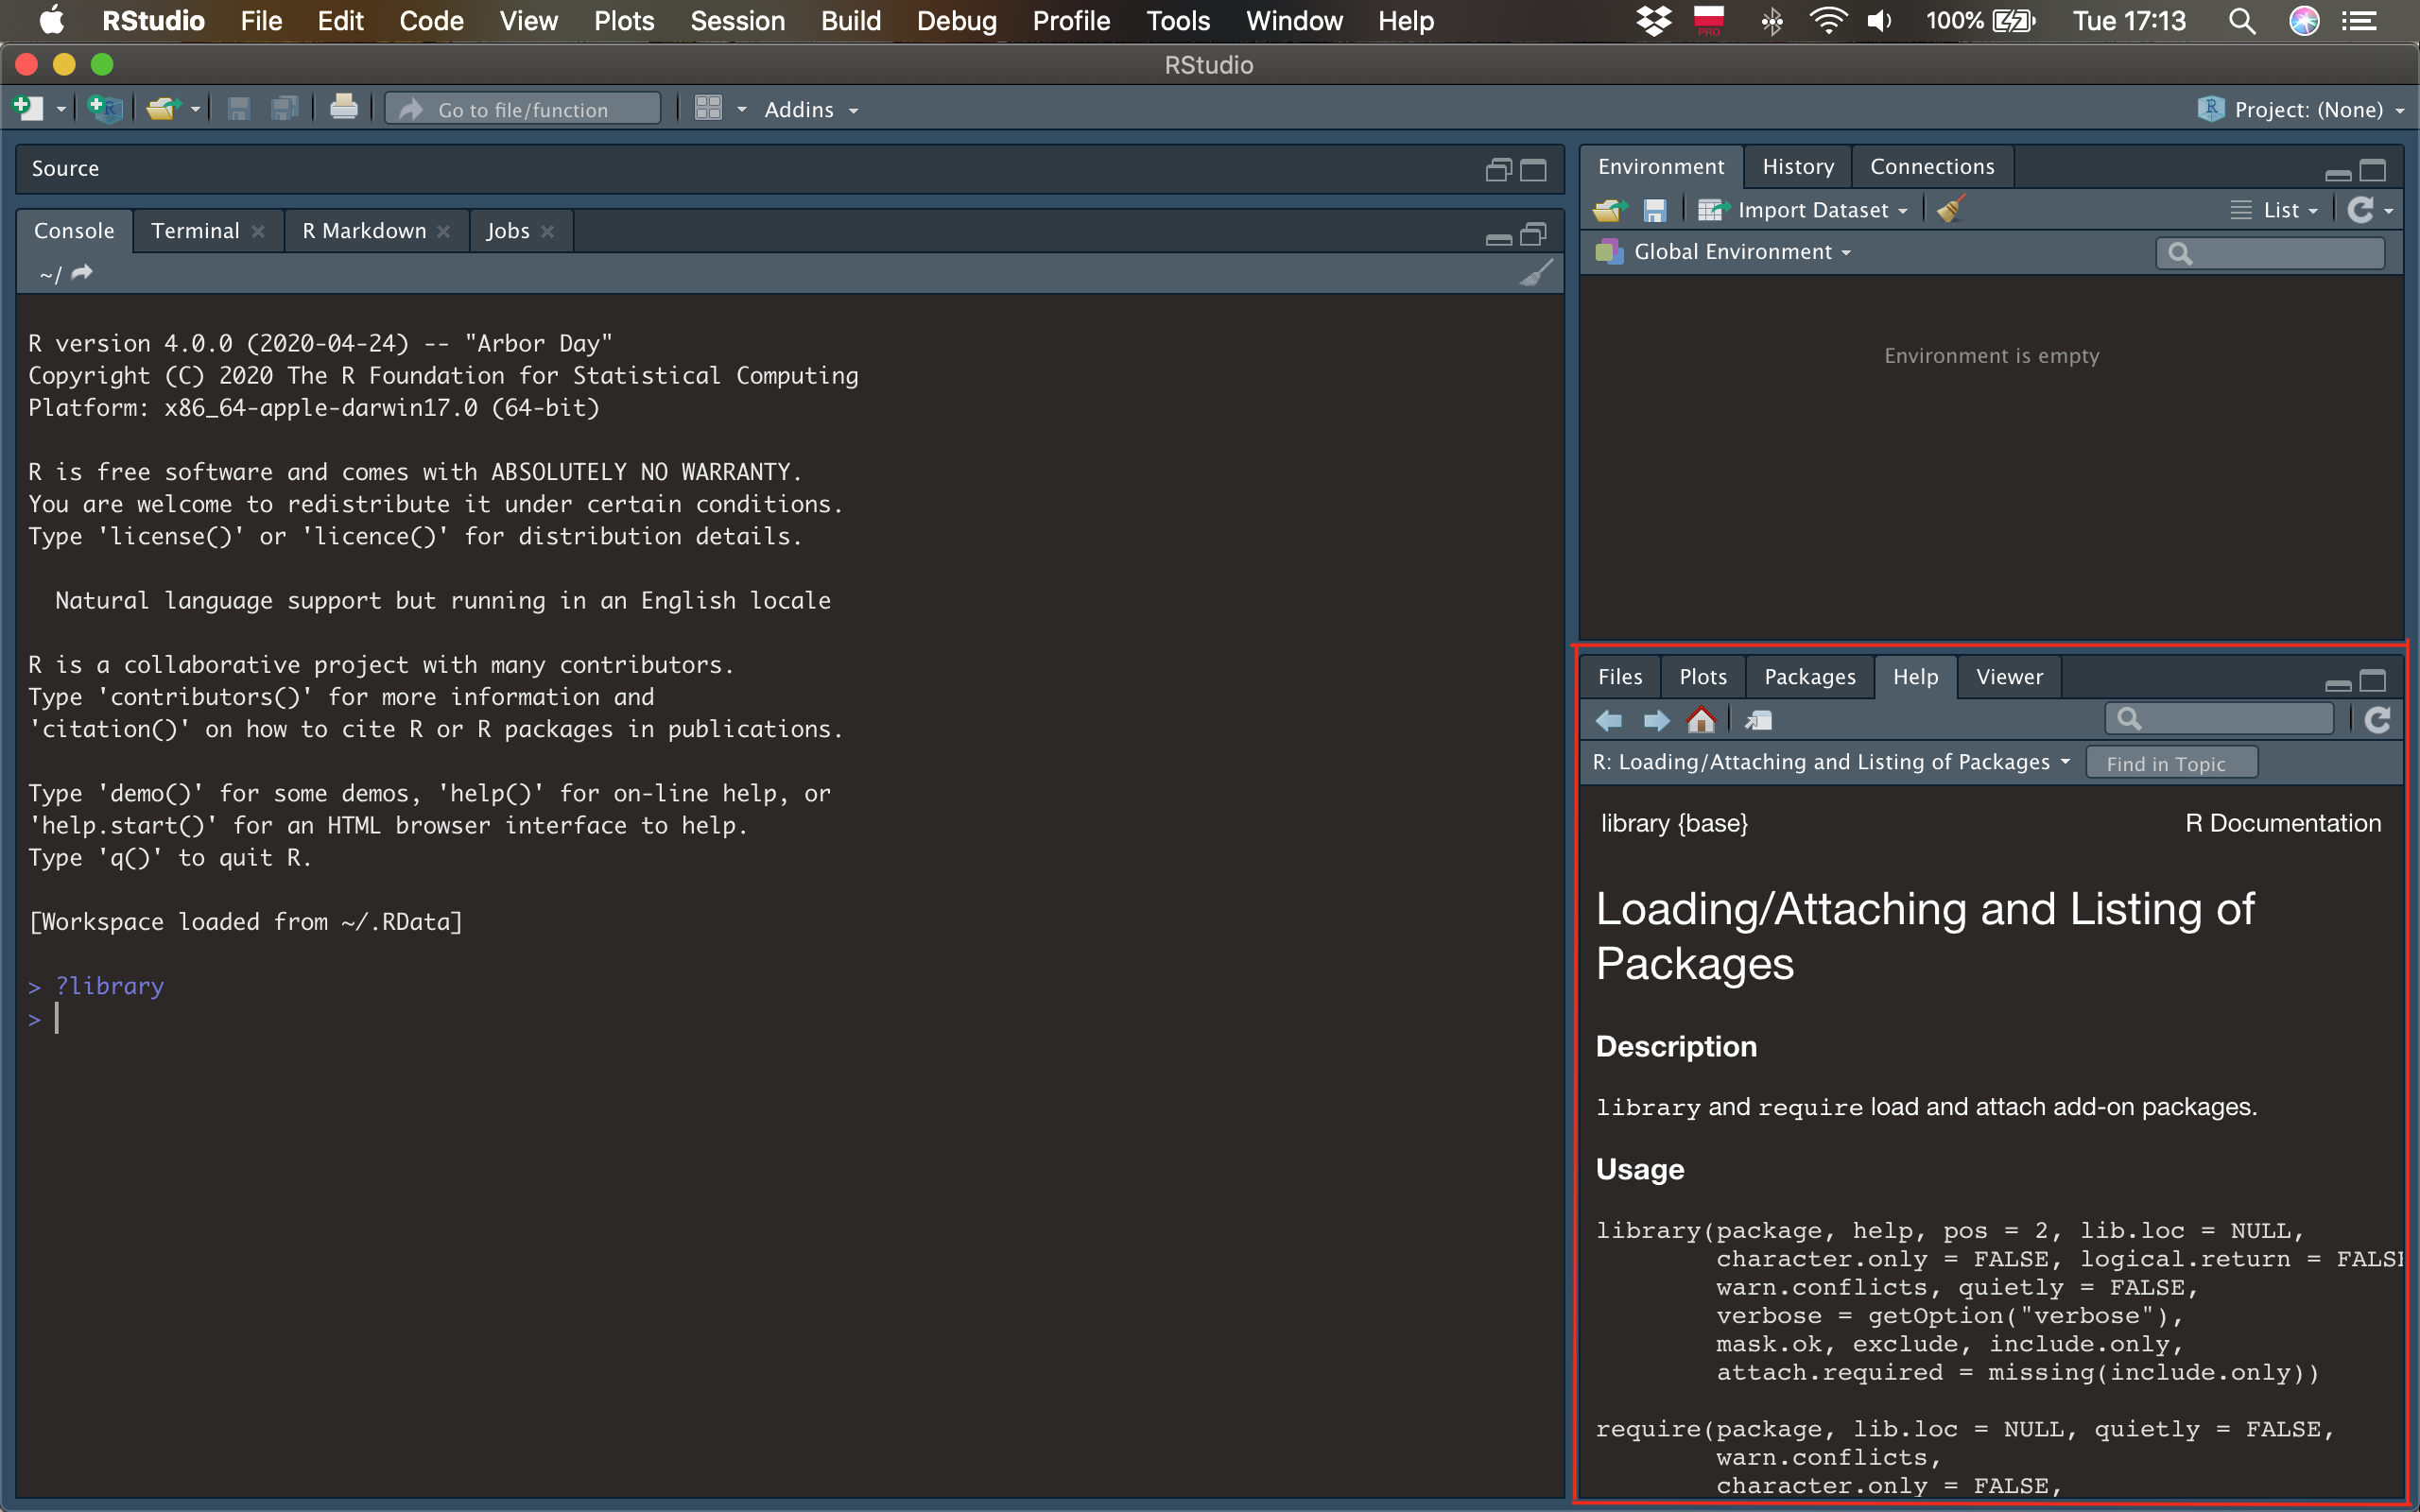 RStudio File Edit Code View Plots Session Build Debug Profile Tools Window Help PRO 100% Tue 17:13
RStudio
R Go to file/function Addins R Project: (None)
Source
Console Terminal R Markdown Jobs
~/
R version 4.0.0 (2020-04-24) -- "Arbor Day"
Copyright (C) 2020 The R Foundation for Statistical Computing
Platform: x86_64-apple-darwin17.0 (64-bit)
R is free software and comes with ABSOLUTELY NO WARRANTY.
You are welcome to redistribute it under certain conditions.
Type 'license()' or 'licence()' for distribution details.
Natural language support but running in an English locale
R is a collaborative project with many contributors.
Type 'contributors()' for more information and
'citation()' on how to cite R or R packages in publications.
Type 'demo()' for some demos, 'help()' for on-line help, or
'help.start()' for an HTML browser interface to help.
Type 'q()' to quit R.
[Workspace loaded from ~/.RData]
> ?library
>
Environment History Connections
Import Dataset List
Global Environment
Environment is empty
Files Plots Packages Help Viewer
R: Loading/Attaching and Listing of Packages Find in Topic
library {base} R Documentation
Loading/Attaching and Listing of
Packages
Description
library and require load and attach add-on packages.
Usage
library(package, help, pos = 2, lib.loc = NULL,
character.only = FALSE, logical.return = FALS
warn.conflicts, quietly = FALSE,
verbose = getOption("verbose"),
mask.ok, exclude, include.only,
attach.required = missing(include.only))
require(package, lib.loc = NULL, quietly = FALSE,
warn.conflicts,
character.only = FALSE,